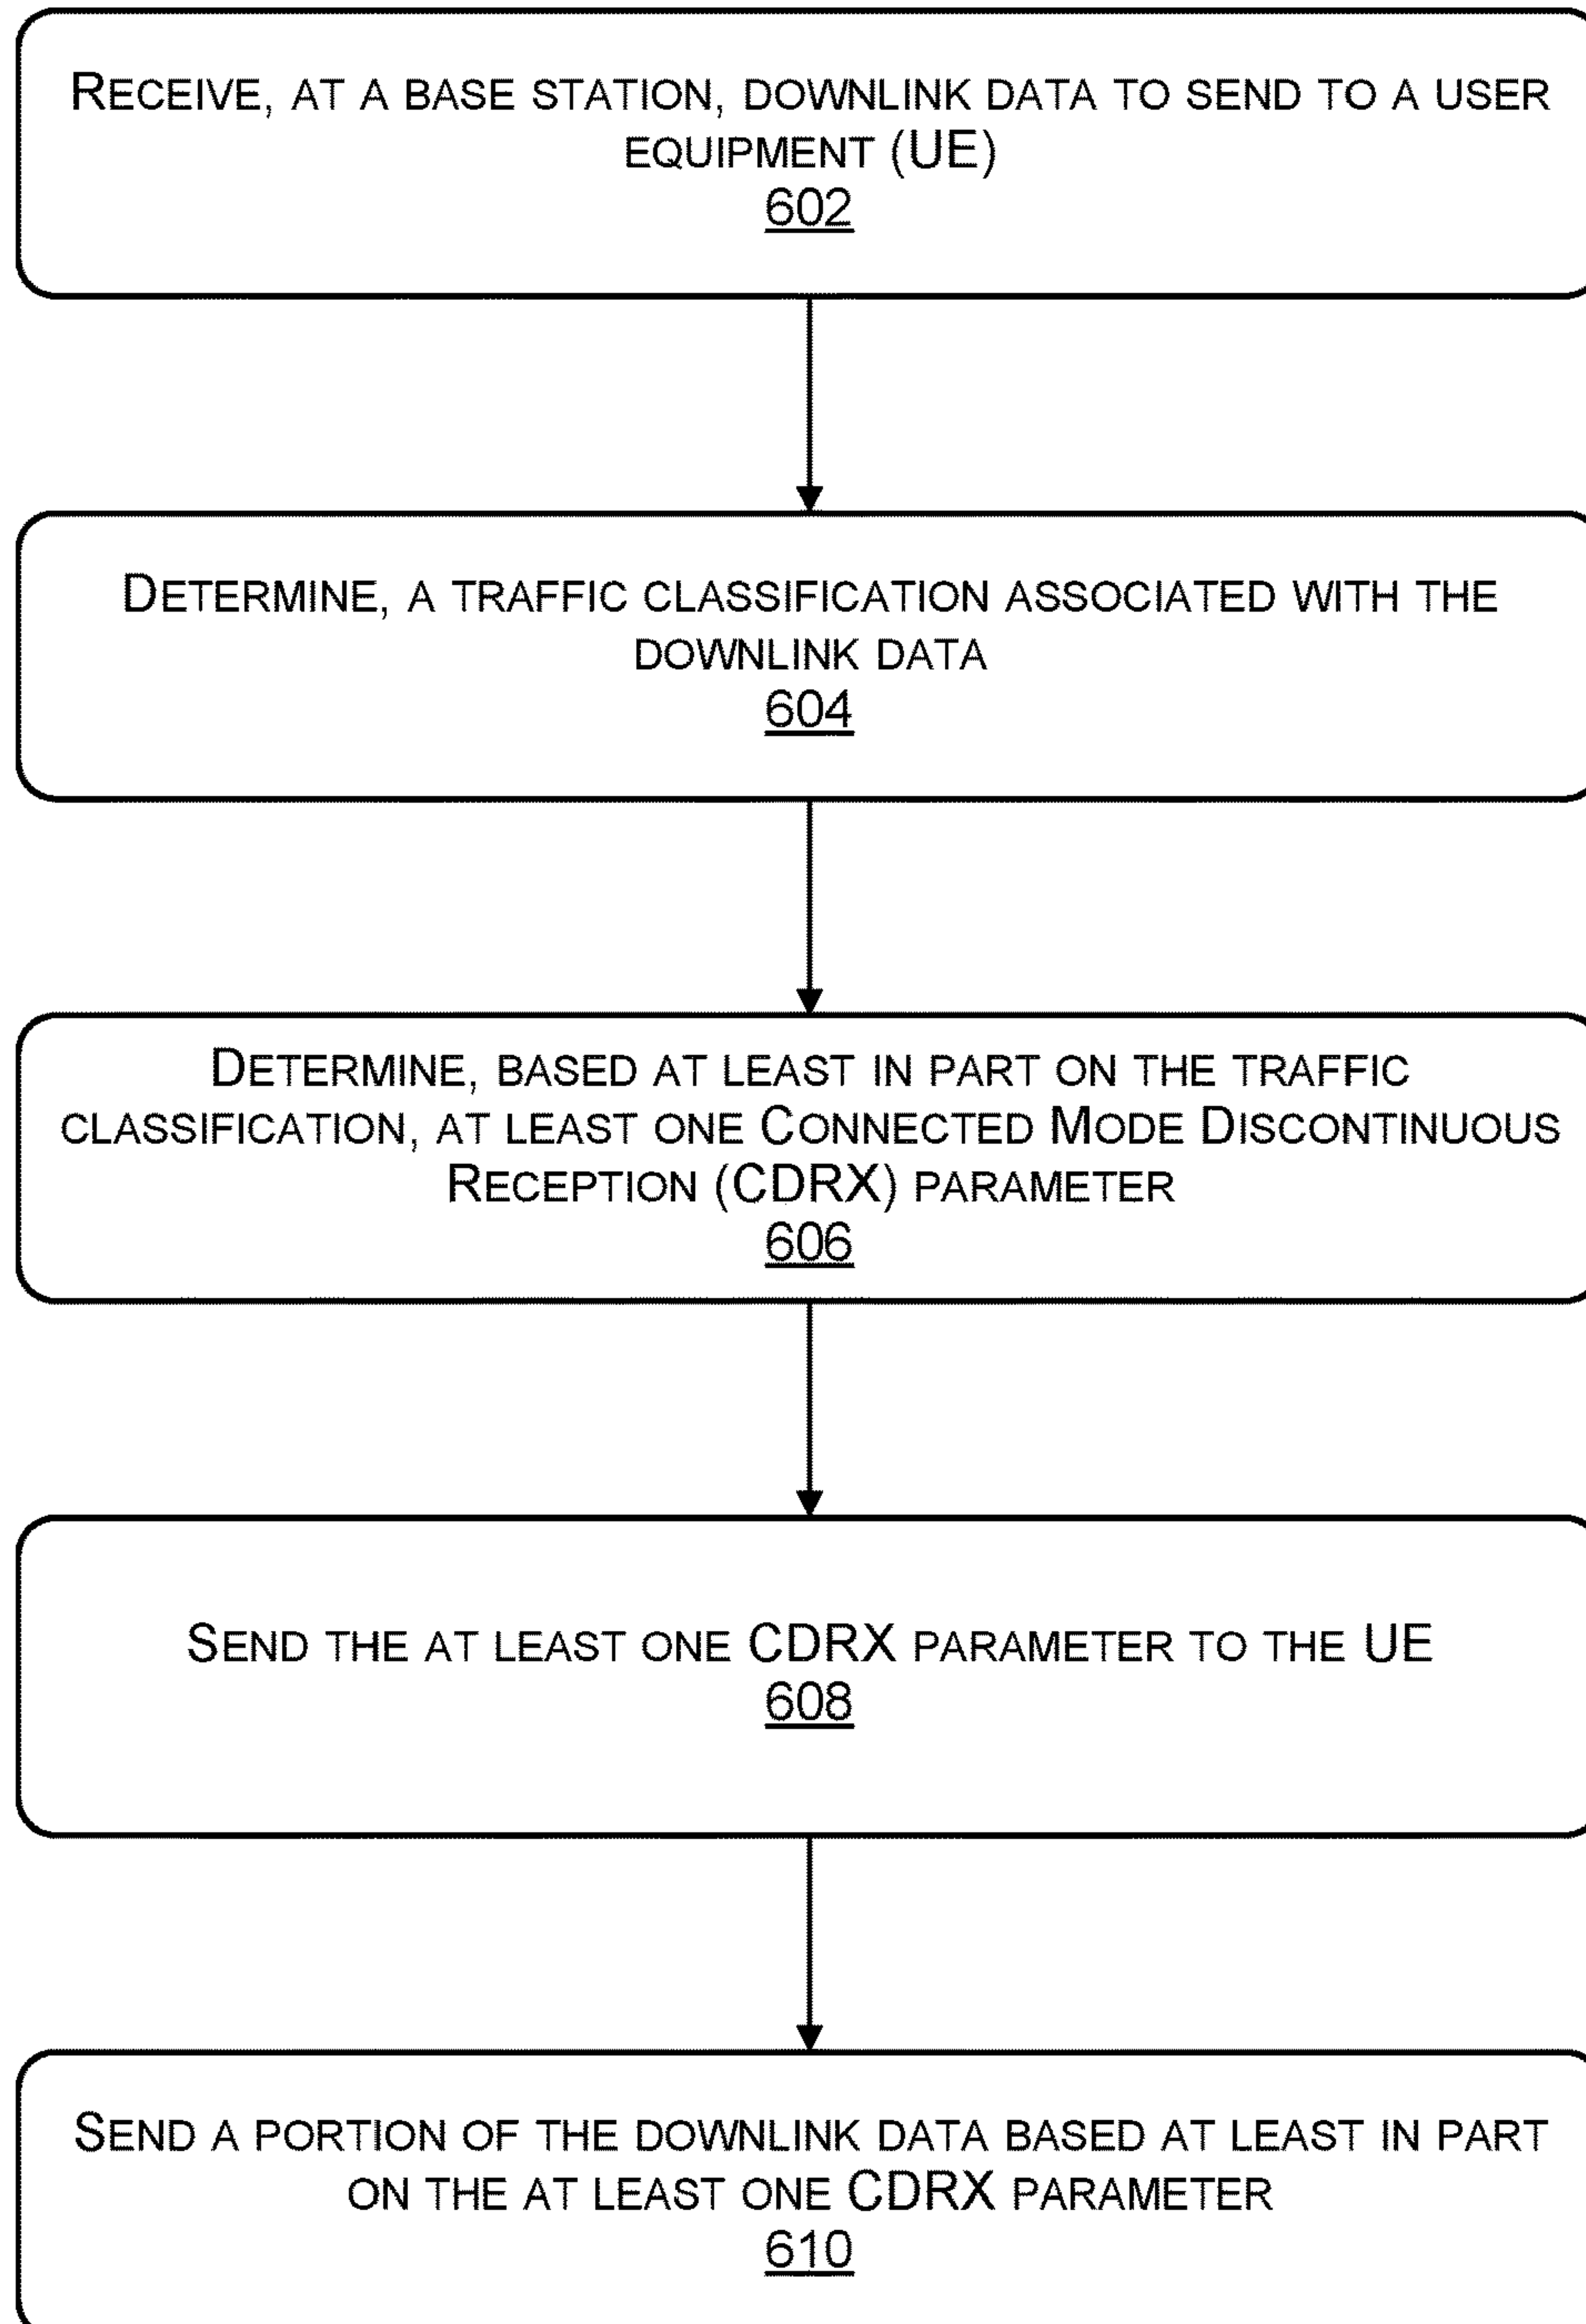 RECEIVE, AT A BASE STATION, DOWNLINK DATA TO SEND TO A USER
EQUIPMENT (UE)
602
DETERMINE, A TRAFFIC CLASSIFICATION ASSOCIATED WITH THE
DOWNLINK DATA
604
DETERMINE, BASED AT LEAST IN PART ON THE TRAFFIC
CLASSIFICATION, AT LEAST ONE CONNECTED MODE DISCONTINUOUS
RECEPTION (CDRX) PARAMETER
606
SEND THE AT LEAST ONE CDRX PARAMETER TO THE UE
608
SEND A PORTION OF THE DOWNLINK DATA BASED AT LEAST IN PART
ON THE AT LEAST ONE CDRX PARAMETER
610